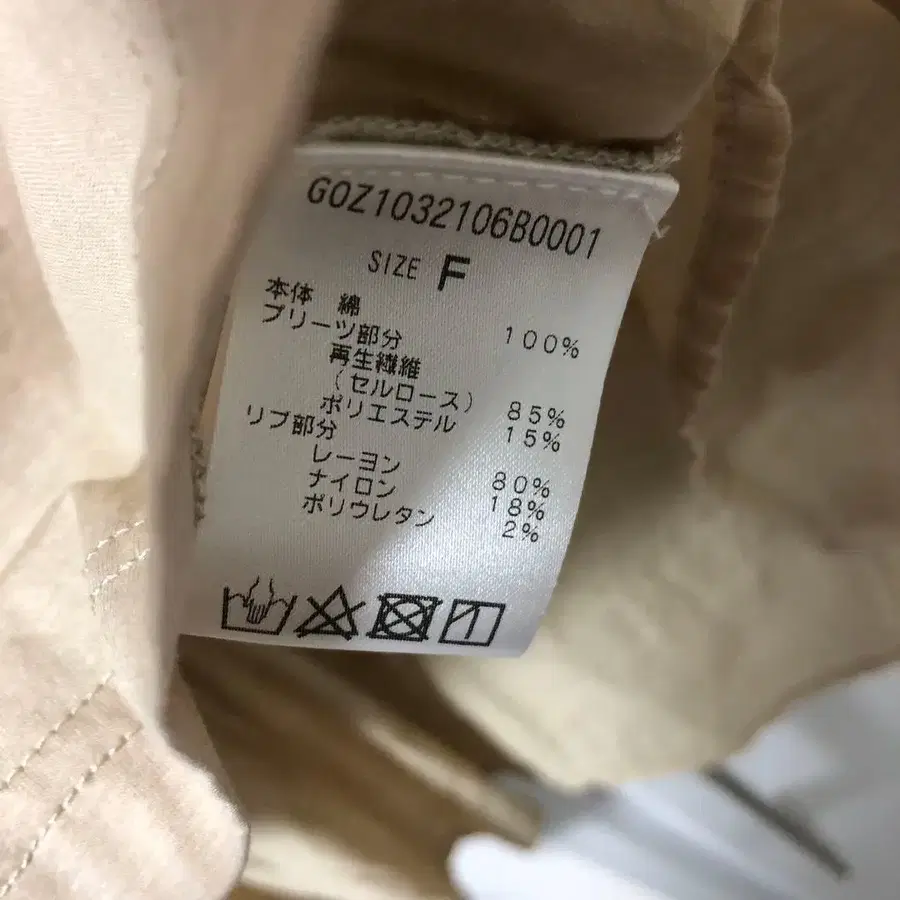 G0Z1032106B0001
SIZE F
本体 綿 100%
プリーツ部分
再生繊維
(セルロース) 85%
ポリエステル 15%
リブ部分
レーヨン 80%
ナイロン 18%
ポリウレタン 2%